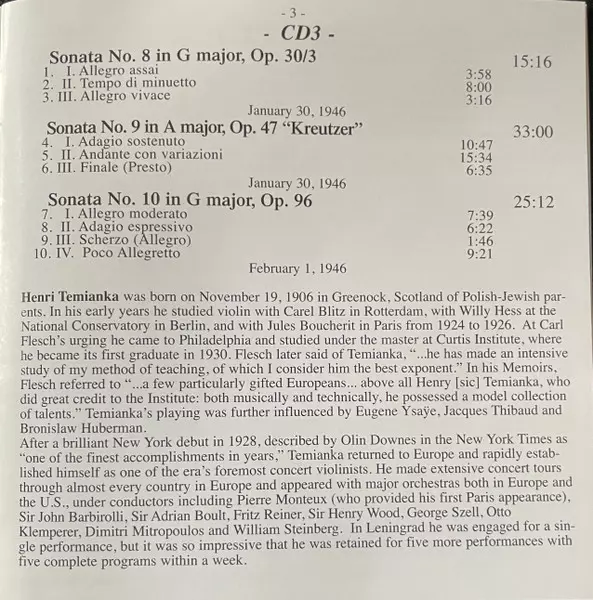 - 3 -
- CD3 -
Sonata No. 8 in G major, Op. 30/3 15:16
1. I. Allegro assai 3:58
2. II. Tempo di minuetto 8:00
3. III. Allegro vivace 3:16
January 30, 1946
Sonata No. 9 in A major, Op. 47 “Kreutzer” 33:00
4. I. Adagio sostenuto 10:47
5. II. Andante con variazioni 15:34
6. III. Finale (Presto) 6:35
January 30, 1946
Sonata No. 10 in G major, Op. 96 25:12
7. I. Allegro moderato 7:39
8. II. Adagio espressivo 6:22
9. III. Scherzo (Allegro) 1:46
10. IV. Poco Allegretto 9:21
February 1, 1946
Henri Temianka was born on November 19, 1906 in Greenock, Scotland of Polish-Jewish par-
ents. In his early years he studied violin with Carel Blitz in Rotterdam, with Willy Hess at the
National Conservatory in Berlin, and with Jules Boucherit in Paris from 1924 to 1926. At Carl
Flesch's urging he came to Philadelphia and studied under the master at Curtis Institute, where
he became its first graduate in 1930. Flesch later said of Temianka, “...he has made an intensive
study of my method of teaching, of which I consider him the best exponent.” In his Memoirs,
Flesch referred to “...a few particularly gifted Europeans... above all Henry [sic] Temianka, who
did great credit to the Institute: both musically and technically, he possessed a model collection
of talents.” Temianka's playing was further influenced by Eugene Ysaÿe, Jacques Thibaud and
Bronislaw Huberman.
After a brilliant New York debut in 1928, described by Olin Downes in the New York Times as
“one of the finest accomplishments in years,” Temianka returned to Europe and rapidly estab-
lished himself as one of the era's foremost concert violinists. He made extensive concert tours
through almost every country in Europe and appeared with major orchestras both in Europe and
the U.S., under conductors including Pierre Monteux (who provided his first Paris appearance),
Sir John Barbirolli, Sir Adrian Boult, Fritz Reiner, Sir Henry Wood, George Szell, Otto
Klemperer, Dimitri Mitropoulos and William Steinberg. In Leningrad he was engaged for a sin-
gle performance, but it was so impressive that he was retained for five more performances with
five complete programs within a week.